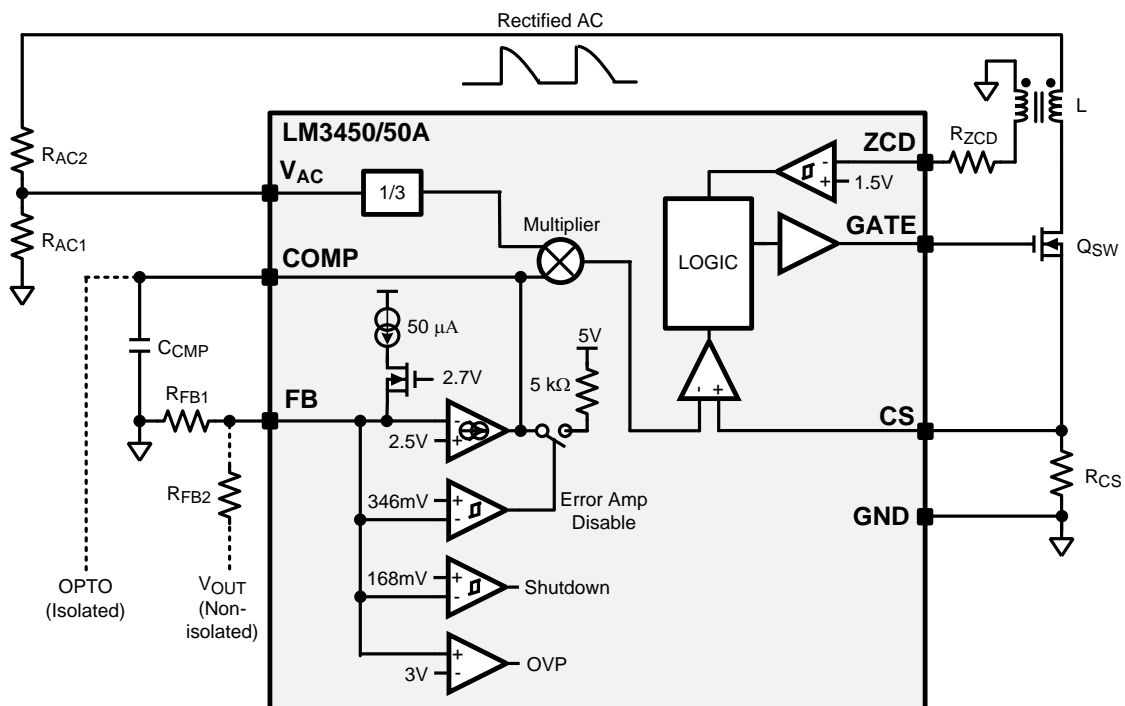 Rectified AC
LM3450/50A
L
RZCD
ZCD
RAC2
VAC
1/3
1.5V
-
+
Multiplier
GATE
QSW
RAC1
COMP
LOGIC
50 µA
5V
CCMP
2.7V
5 kΩ
-
+
RFB1
FB
-
2.5V
+
CS
RFB2
346mV
+
-
Error Amp
Disable
RCS
GND
OPTO
(Isolated)
VOUT
(Non-
isolated)
168mV
+
-
Shutdown
+
3V
-
OVP